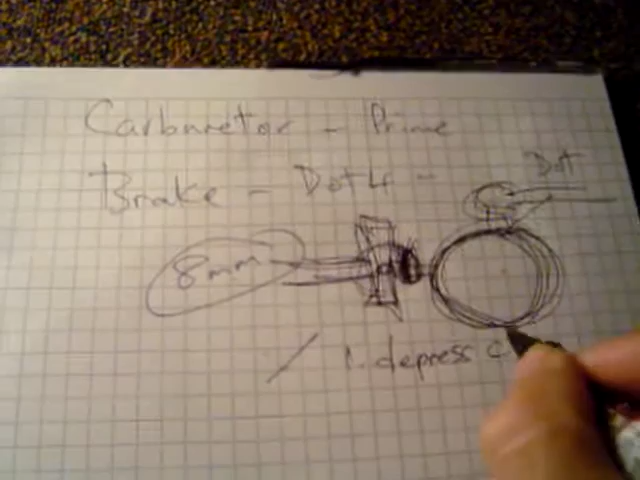 Carburetor - Prime
Brake - Dot 4 -
Dot
8mm
1. depress c